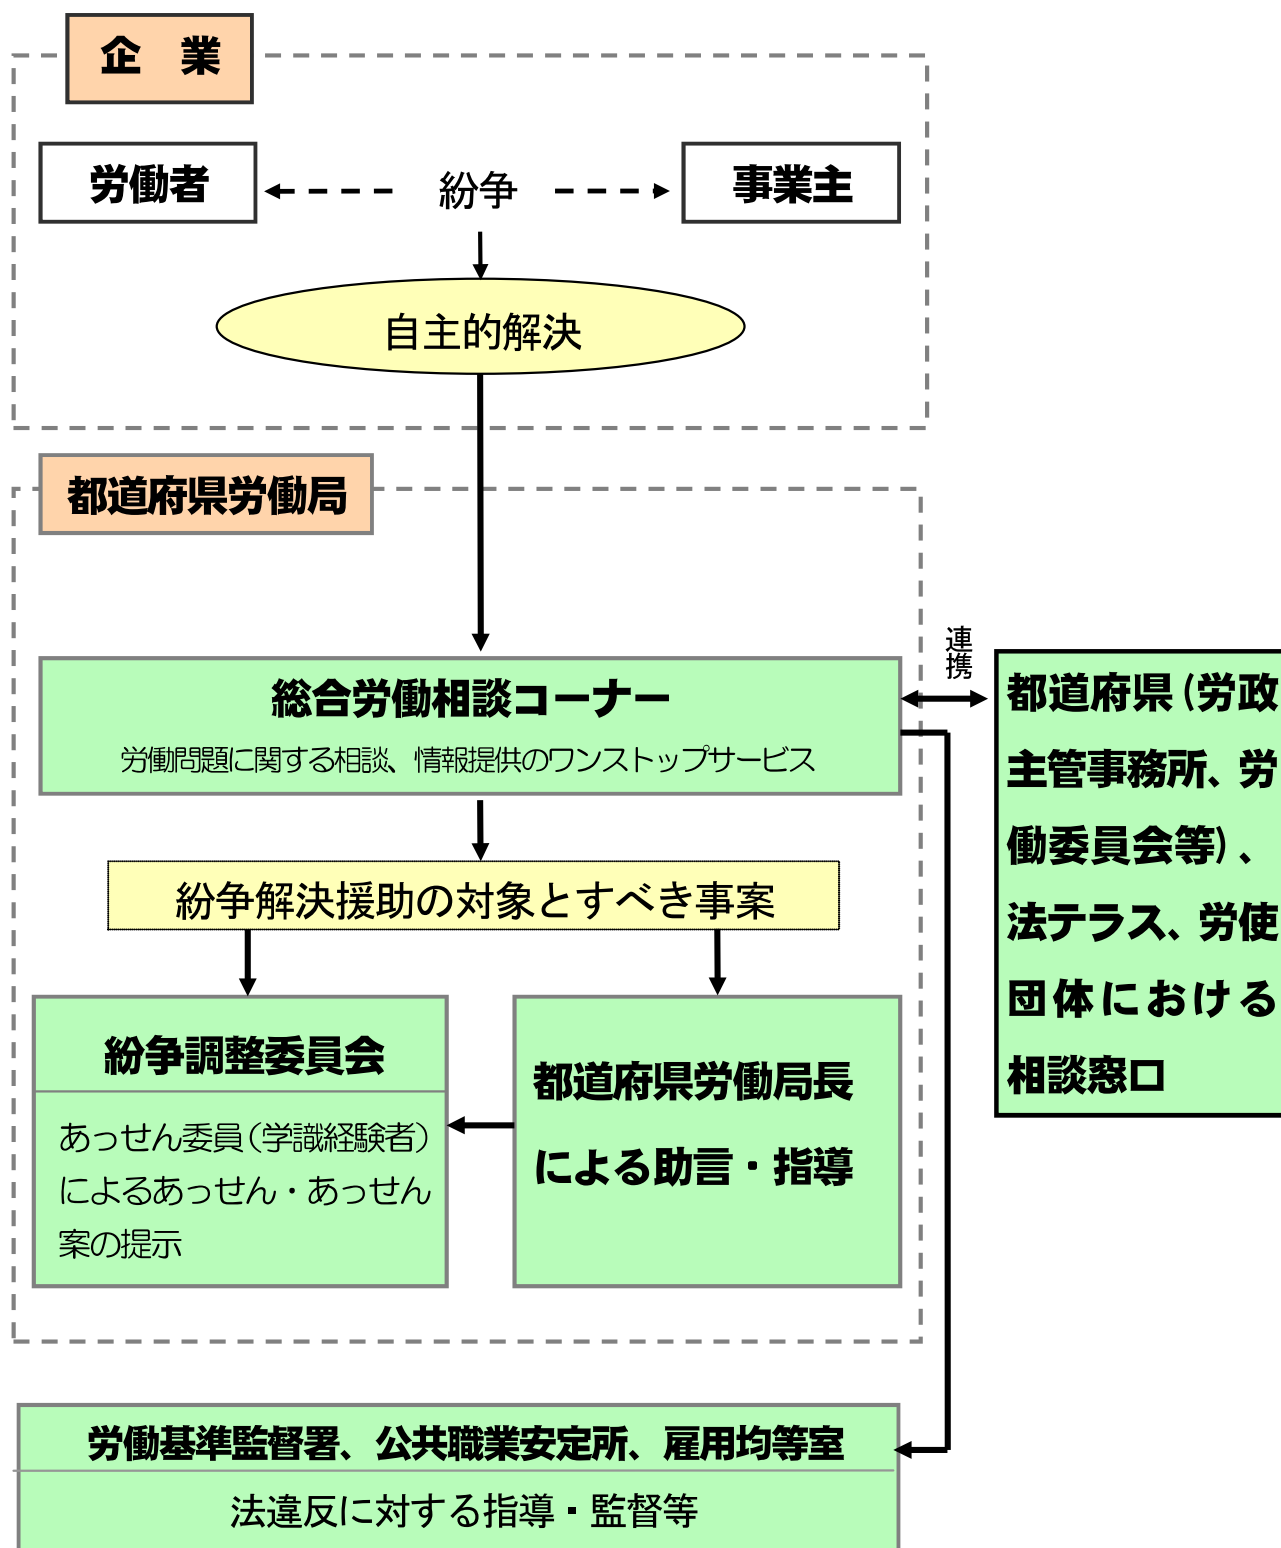 企　業
労働者
紛争
事業主
自主的解決
都道府県労働局
総合労働相談コーナー
労働問題に関する相談、情報提供のワンストップサービス
連携
都道府県(労政
主管事務所、労
働委員会等)、
法テラス、労使
団体における
相談窓口
紛争解決援助の対象とすべき事案
紛争調整委員会
あっせん委員(学識経験者)
によるあっせん・あっせん
案の提示
都道府県労働局長
による助言・指導
労働基準監督署、公共職業安定所、雇用均等室
法違反に対する指導・監督等